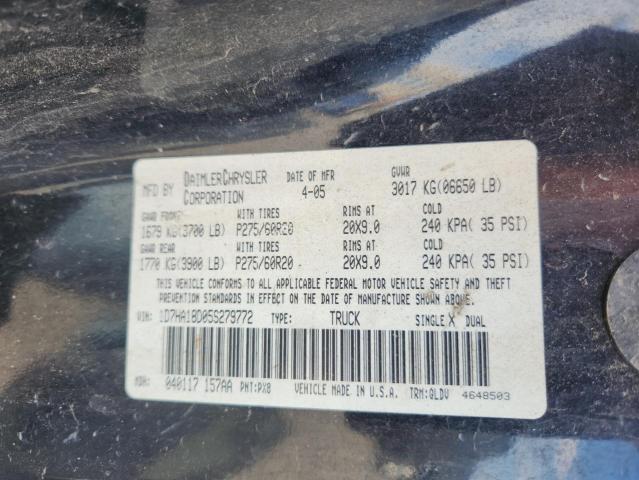 MFD BY DAIMLERCHRYSLER CORPORATION DATE OF MFR 4-05 GVWR 3017 KG(06650 LB)
GAWR FRONT WITH TIRES RIMS AT COLD
1679 KG(3700 LB) P275/60R20 20X9.0 240 KPA( 35 PSI)
GAWR REAR WITH TIRES RIMS AT COLD
1770 KG(3900 LB) P275/60R20 20X9.0 240 KPA( 35 PSI)
THIS VEHICLE CONFORMS TO ALL APPLICABLE FEDERAL MOTOR VEHICLE SAFETY AND THEFT
PREVENTION STANDARDS IN EFFECT ON THE DATE OF MANUFACTURE SHOWN ABOVE.
VIN: 1D7HA18D05S279772 TYPE: TRUCK SINGLE X DUAL
MDH: 040117 157AA PNT:PX8 VEHICLE MADE IN U.S.A. TRM:QLDV 4648503